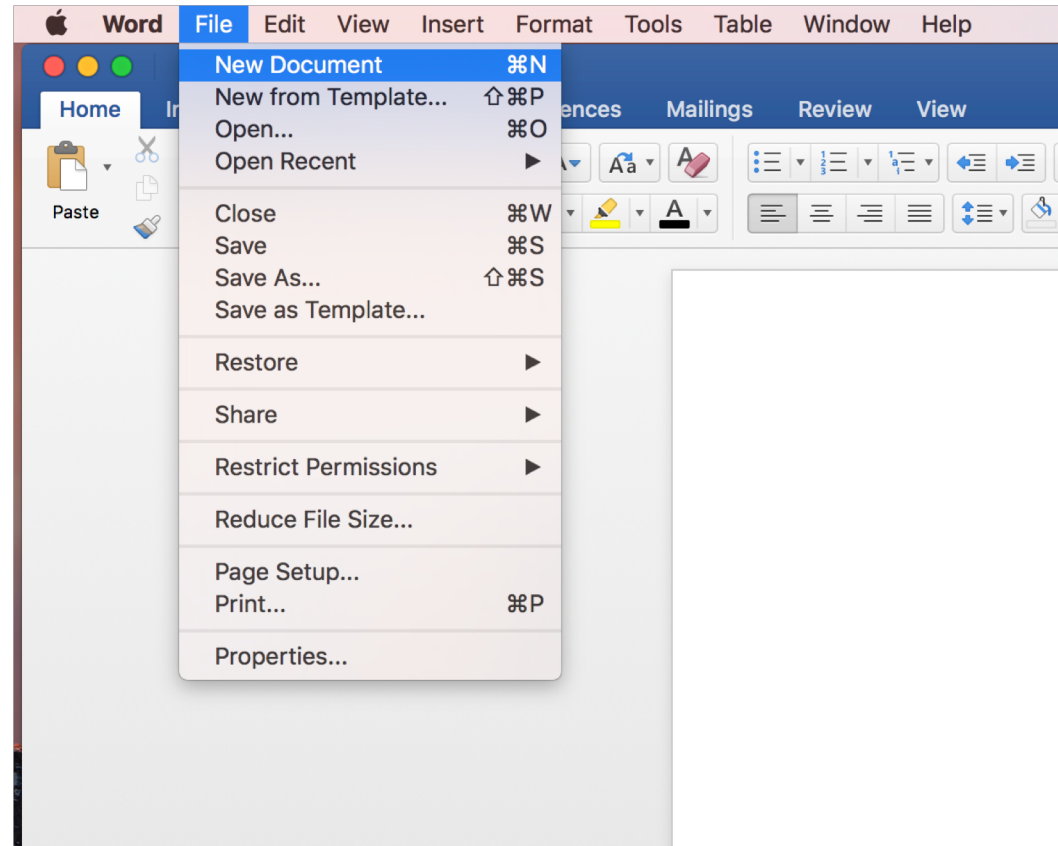 Word File Edit View Insert Format Tools Table Window Help
New Document ⌘N
New from Template... ⇧⌘P
Open... ⌘O
Open Recent ▶
Close ⌘W
Save ⌘S
Save As... ⇧⌘S
Save as Template...
Restore ▶
Share ▶
Restrict Permissions ▶
Reduce File Size...
Page Setup...
Print... ⌘P
Properties...
Home Mailings Review View
Paste
Aa A
A